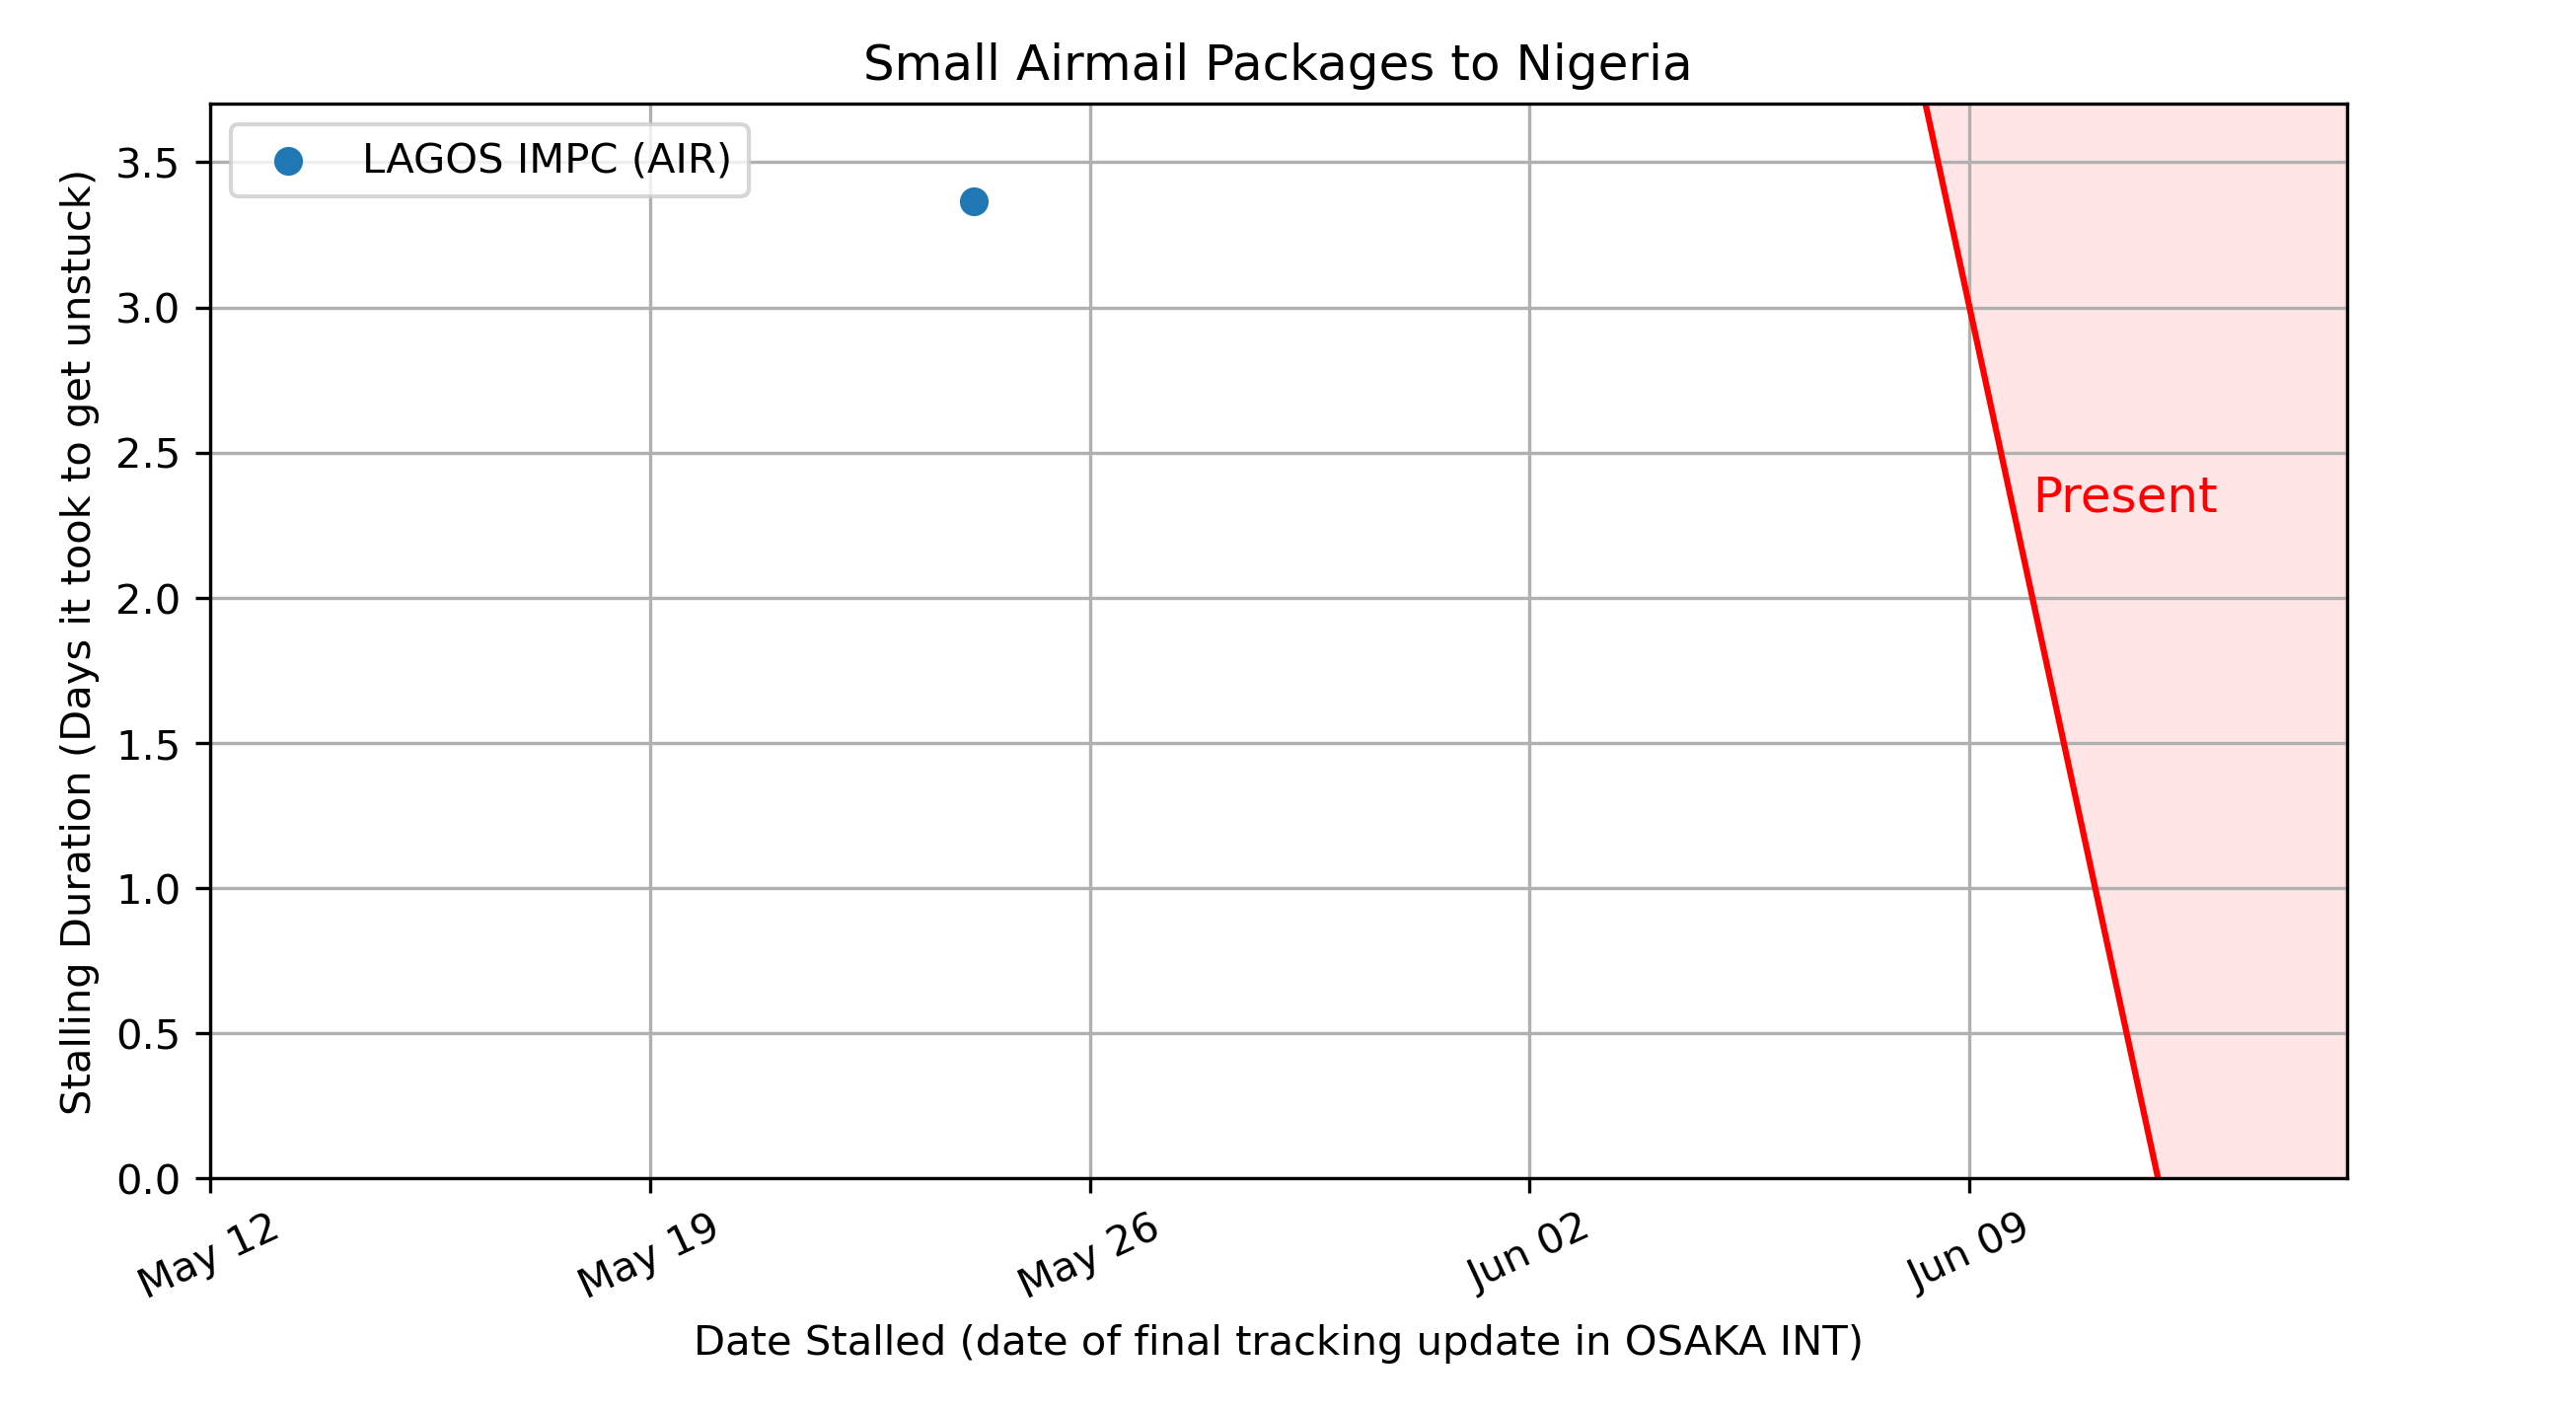 Small Airmail Packages to Nigeria
LAGOS IMPC (AIR)
Stalling Duration (Days it took to get unstuck)
3.5
3.0
2.5
2.0
1.5
1.0
0.5
0.0
Present
May 12
May 19
May 26
Jun 02
Jun 09
Date Stalled (date of final tracking update in OSAKA INT)